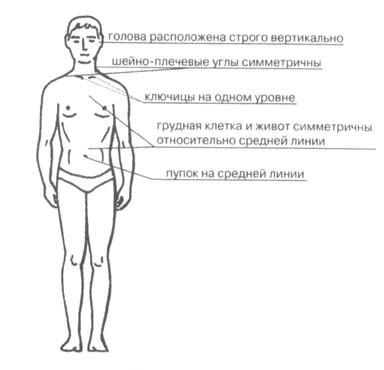 голова расположена строго вертикально
шейно-плечевые углы симметричны
ключицы на одном уровне
грудная клетка и живот симметричны
относительно средней линии
пупок на средней линии